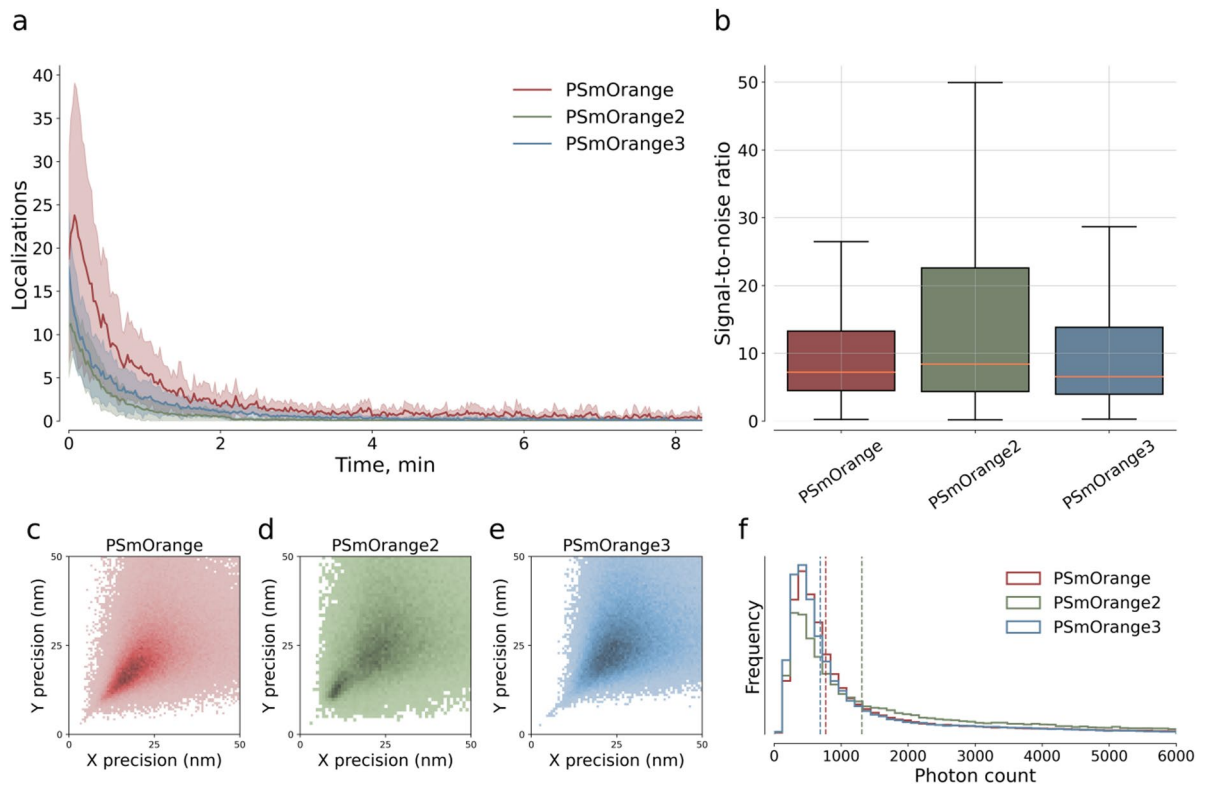 a
40
35
30
25
20
15
10
5
0
Localizations
0 2 4 6 8
Time, min
PSmOrange
PSmOrange2
PSmOrange3
b
50
40
30
20
10
0
Signal-to-noise ratio
PSmOrange PSmOrange2 PSmOrange3
c
PSmOrange
50
25
0
Y precision (nm)
0 25 50
X precision (nm)
d
PSmOrange2
50
25
0
Y precision (nm)
0 25 50
X precision (nm)
e
PSmOrange3
50
25
0
Y precision (nm)
0 25 50
X precision (nm)
f
Frequency
PSmOrange
PSmOrange2
PSmOrange3
0 1000 2000 3000 4000 5000 6000
Photon count